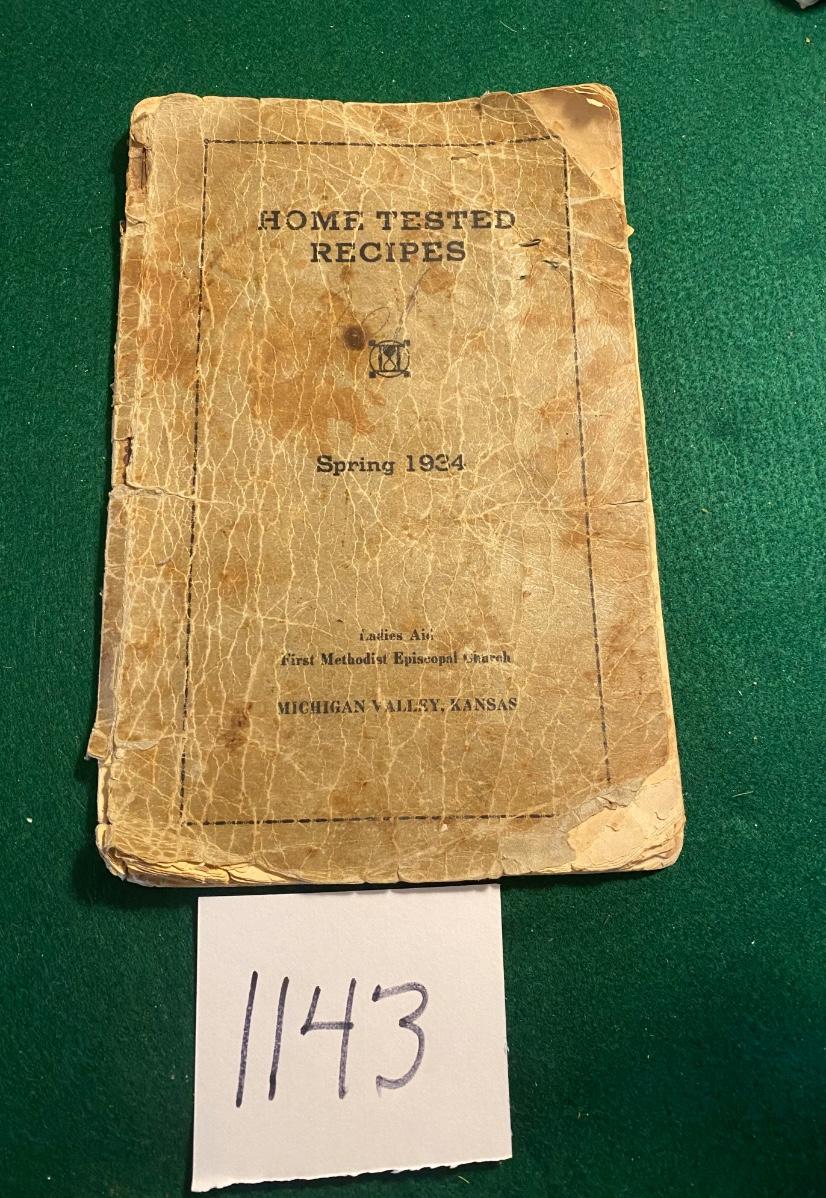 HOME TESTED
RECIPES
Spring 1934
Ladies Aid
First Methodist Episcopal Church
MICHIGAN VALLEY, KANSAS
1143